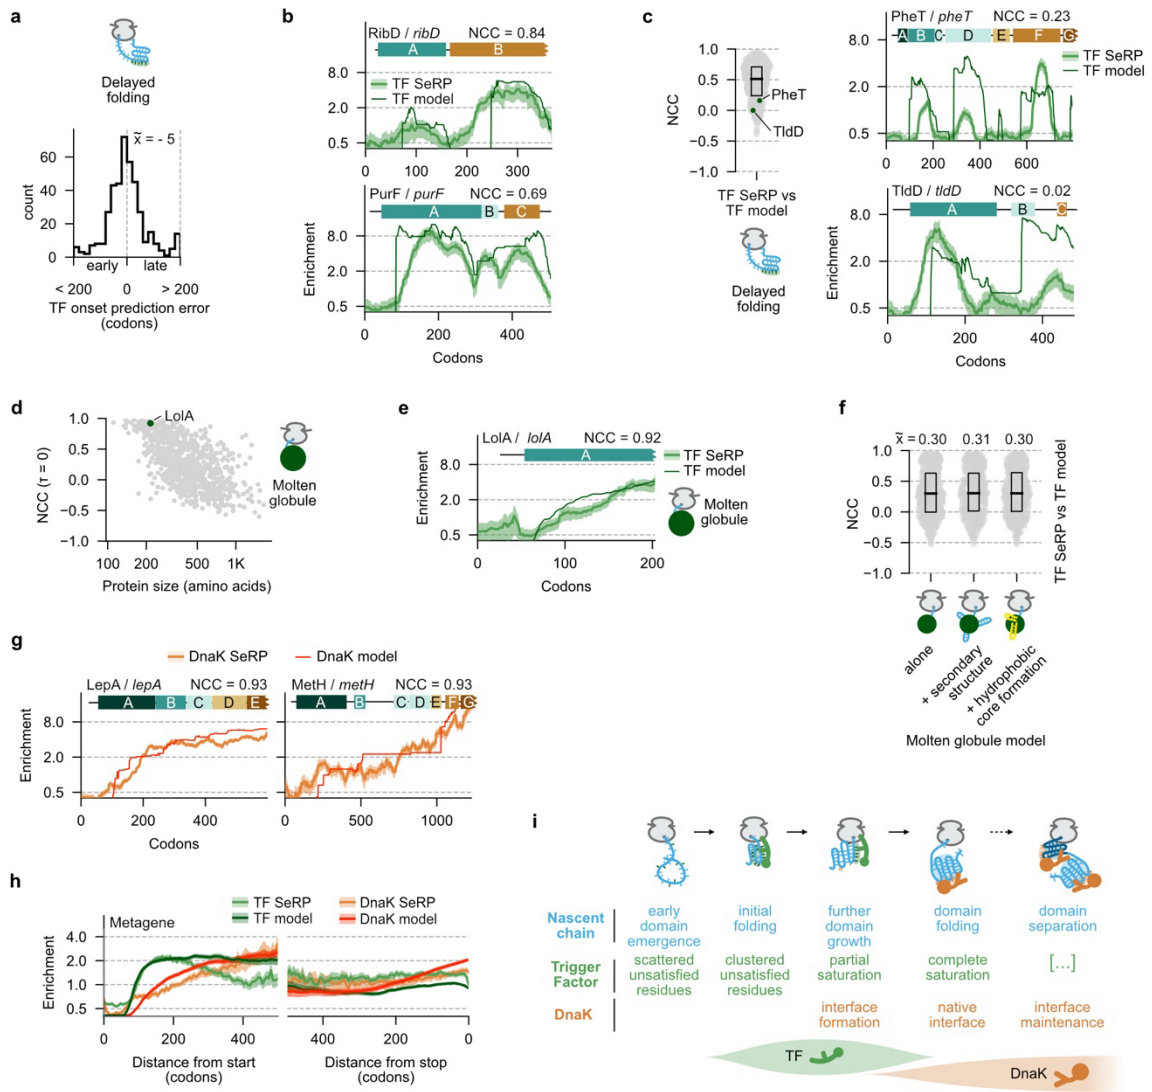 a
Delayed
folding
x̃ = - 5
60
40
20
0
count
early
late
< 200
0
> 200
TF onset prediction error
(codons)
b
RibD / ribD
NCC = 0.84
A
B
8.0
2.0
0.5
TF SeRP
TF model
0
100
200
300
PurF / purF
NCC = 0.69
A
B
C
8.0
2.0
0.5
Enrichment
0
200
400
Codons
c
1.0
0.5
0.0
−0.5
−1.0
NCC
PheT
TldD
TF SeRP vs
TF model
Delayed
folding
PheT / pheT
NCC = 0.23
A
B
C
D
E
F
G
8.0
2.0
0.5
TF SeRP
TF model
0
200
400
600
TldD / tldD
NCC = 0.02
A
B
C
8.0
2.0
0.5
Enrichment
0
200
400
Codons
d
1.0
0.5
0.0
−0.5
−1.0
NCC (τ = 0)
LolA
Molten
globule
100
200
500
1K
Protein size (amino acids)
e
LolA / lolA
NCC = 0.92
A
8.0
2.0
0.5
Enrichment
TF SeRP
TF model
Molten
globule
0
100
200
Codons
f
x̃ = 0.30
0.31
0.30
1.0
0.5
0.0
−0.5
−1.0
NCC
TF SeRP vs TF model
alone
+ secondary
structure
+ hydrophobic
core formation
Molten globule model
g
DnaK SeRP
DnaK model
LepA / lepA
NCC = 0.93
A
B
C
D
E
MetH / metH
NCC = 0.93
A
B
C
D
E
F
G
8.0
2.0
0.5
Enrichment
0
200
400
0
500
1000
Codons
h
TF SeRP
TF model
DnaK SeRP
DnaK model
Metagene
4.0
2.0
1.0
0.5
Enrichment
0
200
400
400
200
0
Distance from start
(codons)
Distance from stop
(codons)
i
Nascent
chain
early
domain
emergence
initial
folding
further
domain
growth
domain
folding
domain
separation
Trigger
Factor
scattered
unsatisfied
residues
clustered
unsatisfied
residues
partial
saturation
complete
saturation
[...]
DnaK
interface
formation
native
interface
interface
maintenance
TF
DnaK